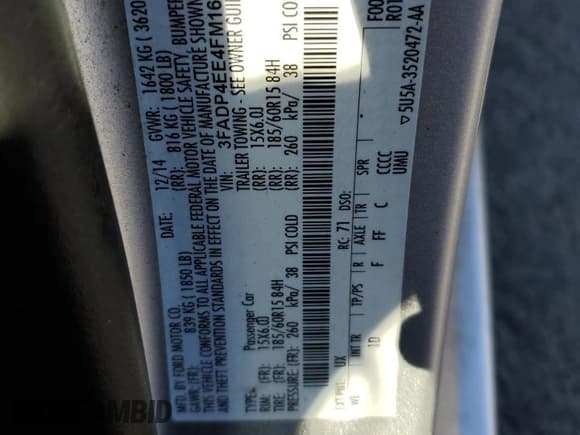 MFD. BY FORD MOTOR CO. 12/14 GVWR: 1642 KG ( 3620
GAWR: (FR): 839 KG ( 1850 LB) (RR): 816 KG ( 1800 LB)
THIS VEHICLE CONFORMS TO ALL APPLICABLE FEDERAL MOTOR VEHICLE SAFETY, BUMPER
AND THEFT PREVENTION STANDARDS IN EFFECT ON THE DATE OF MANUFACTURE
VIN: 3FADP4EE4FM16
TYPE: Passenger Car TRAILER TOWING - SEE OWNER GUID
RIM: (FR): 15X6.0J (RR): 15X6.0J
TIRE (FR): 185/60R15 84H (RR): 185/60R15 84H
PRESSURE (FR): 260 kPa/ 38 PSI COLD (RR): 260 kPa/ 38 PSI CO
EXT PNT: UX RC: 71 DSO: FOO
WB INT TR TP/PS R AXLE TR SPR ROT
1D F FF C CCCC
UMU
5U5A-3520472-AA